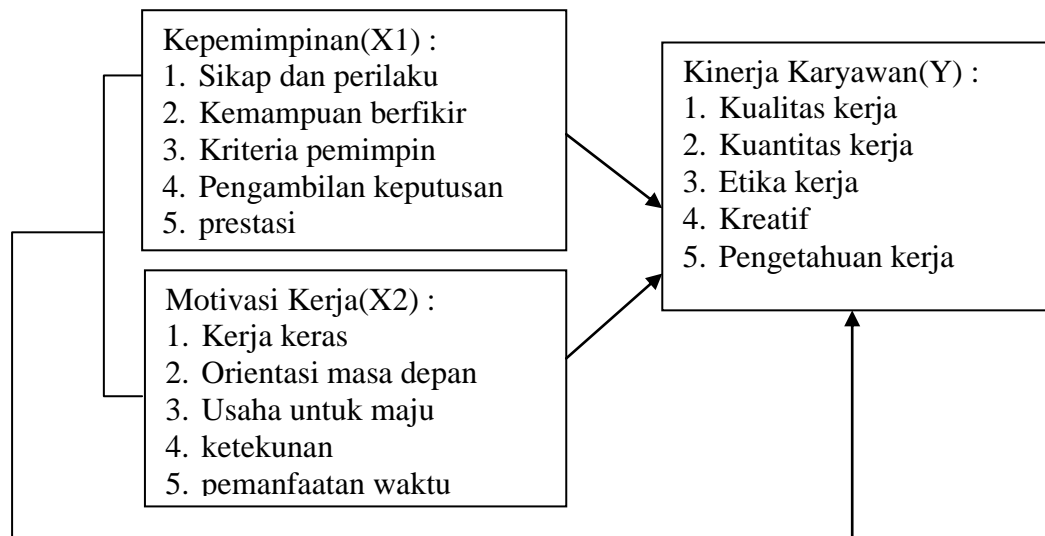 Kepemimpinan(X1) :
1. Sikap dan perilaku
2. Kemampuan berfikir
3. Kriteria pemimpin
4. Pengambilan keputusan
5. prestasi
Motivasi Kerja(X2) :
1. Kerja keras
2. Orientasi masa depan
3. Usaha untuk maju
4. ketekunan
5. pemanfaatan waktu
Kinerja Karyawan(Y) :
1. Kualitas kerja
2. Kuantitas kerja
3. Etika kerja
4. Kreatif
5. Pengetahuan kerja